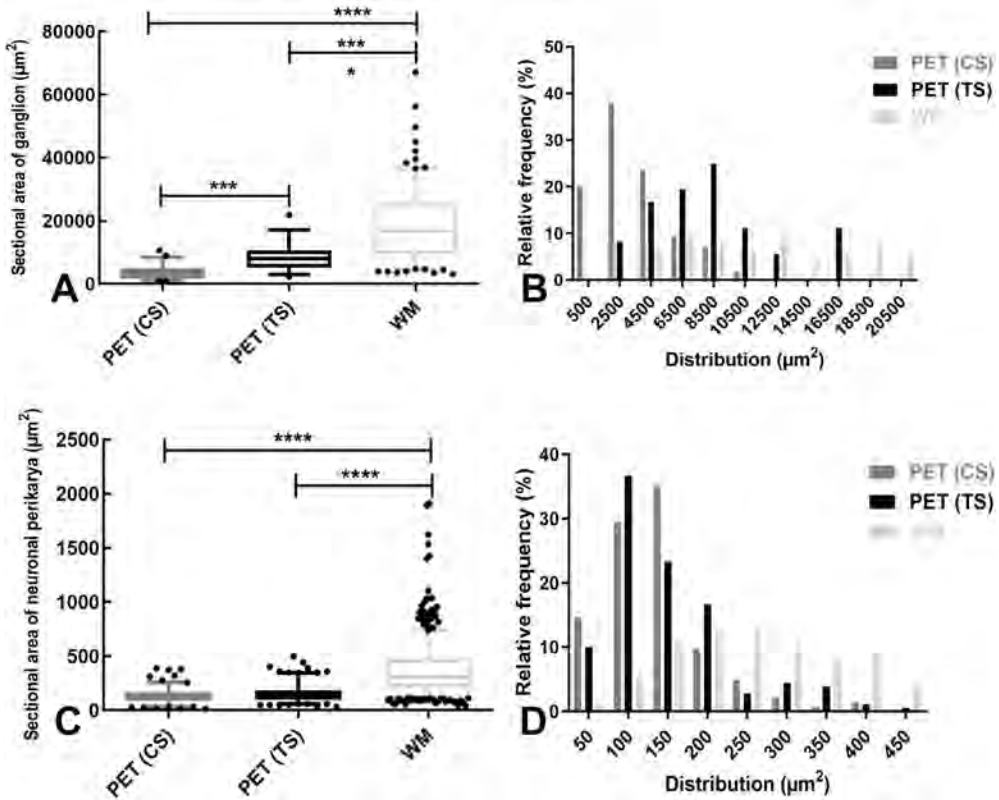 ****
***
*
***
Sectional area of ganglion (µm²)
80000
60000
40000
20000
0
A
PET (CS)
PET (TS)
WM
Relative frequency (%)
50
40
30
20
10
0
B
PET (CS)
PET (TS)
500
2500
4500
6500
8500
10500
12500
14500
16500
18500
20500
Distribution (µm²)
****
****
Sectional area of neuronal perikarya (µm²)
2500
2000
1500
1000
500
0
C
PET (CS)
PET (TS)
WM
Relative frequency (%)
40
30
20
10
0
D
PET (CS)
PET (TS)
50
100
150
200
250
300
350
400
450
Distribution (µm²)